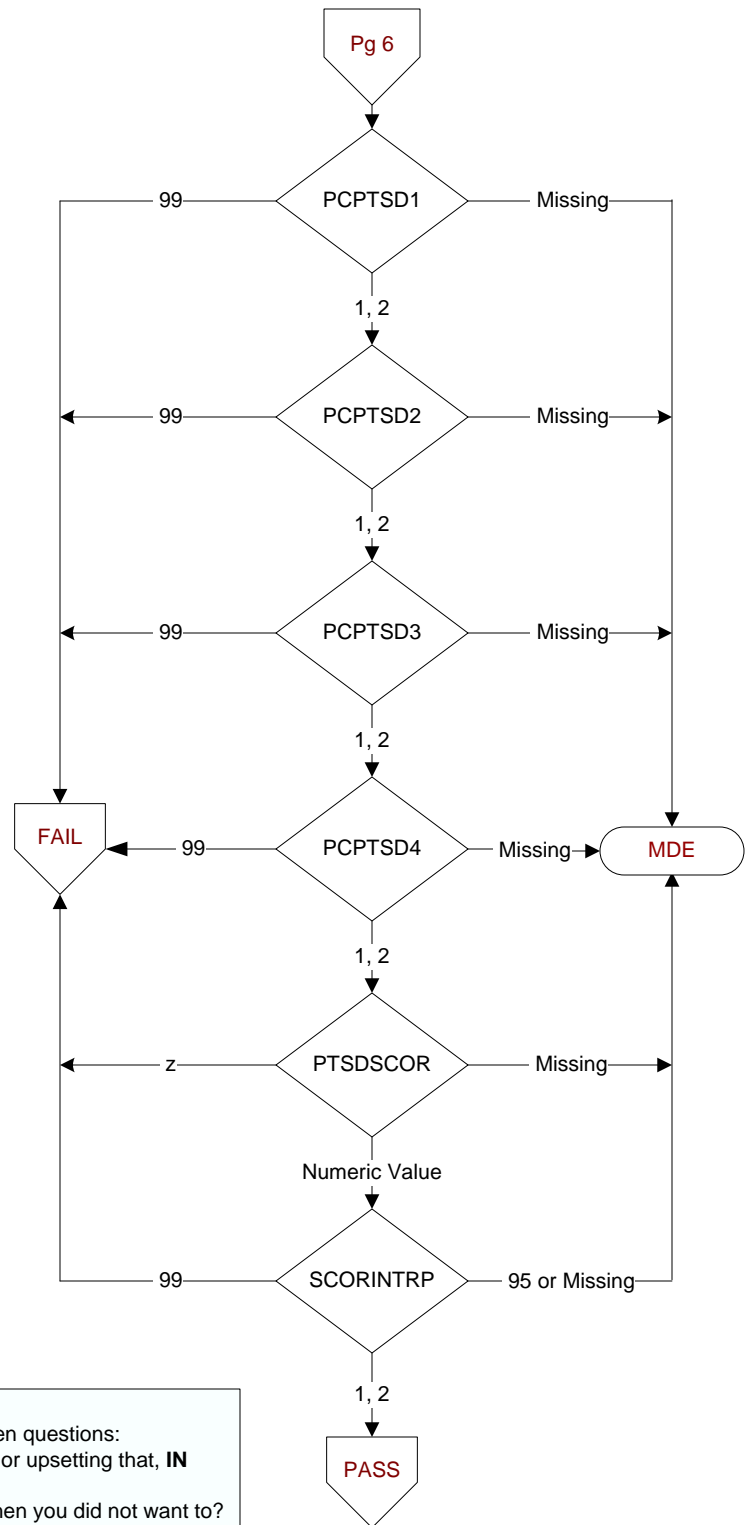 Pg 6
99 PCPTSD1 Missing
1, 2
99 PCPTSD2 Missing
1, 2
99 PCPTSD3 Missing
1, 2
FAIL 99 PCPTSD4 Missing MDE
1, 2
z PTSDSCOR Missing
Numeric Value
99 SCORINTRP 95 or Missing
1, 2
PASS
en questions:
or upsetting that, IN
hen you did not want to?